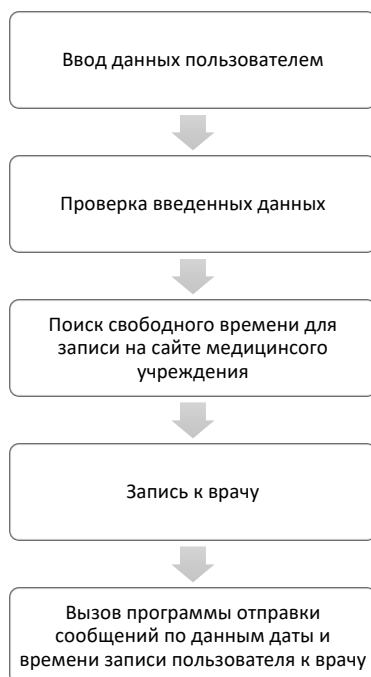 Ввод данных пользователем
Проверка введенных данных
Поиск свободного времени для
записи на сайте медицинсого
учреждения
Запись к врачу
Вызов программы отправки
сообщений по данным даты и
времени записи пользователя к врачу